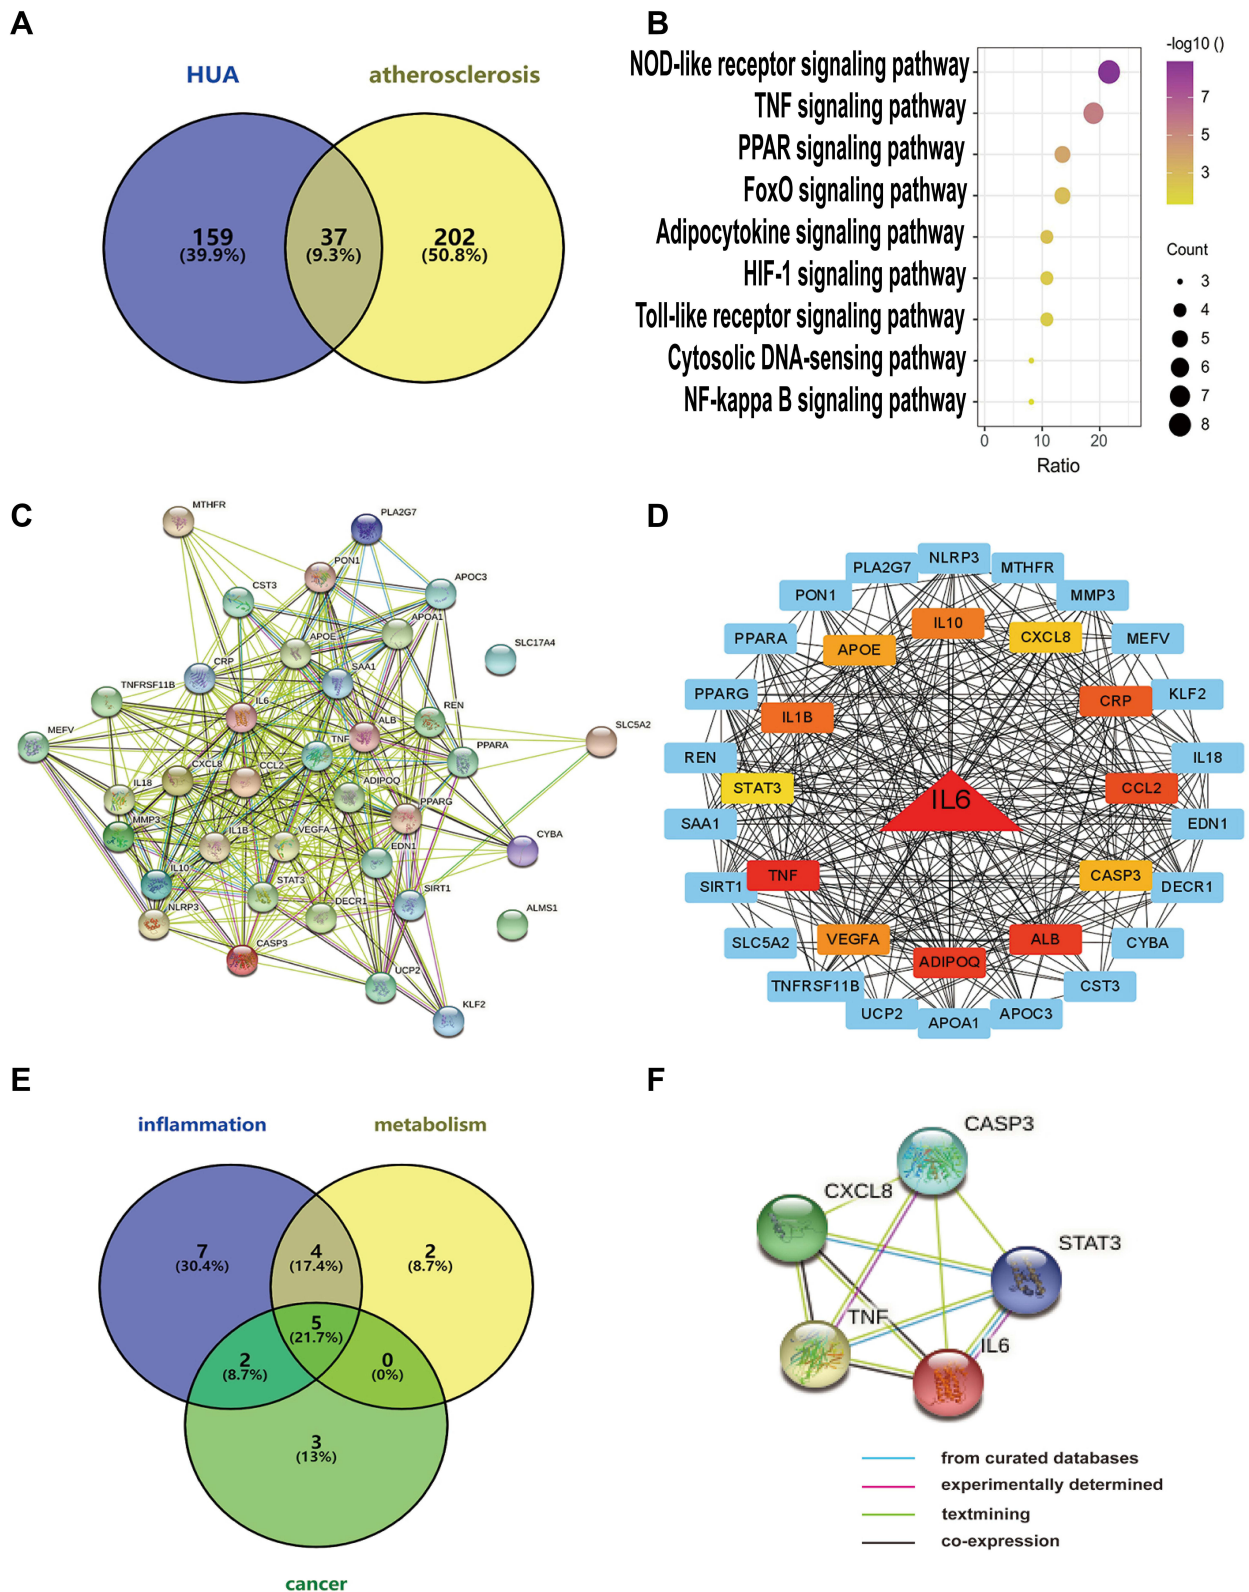 A
HUA
atherosclerosis
159
(39.9%)
37
(9.3%)
202
(50.8%)
B
NOD-like receptor signaling pathway
TNF signaling pathway
PPAR signaling pathway
FoxO signaling pathway
Adipocytokine signaling pathway
HIF-1 signaling pathway
Toll-like receptor signaling pathway
Cytosolic DNA-sensing pathway
NF-kappa B signaling pathway
0
10
20
Ratio
-log10 ()
7
5
3
Count
3
4
5
6
7
8
C
MTHFR
PLA2G7
PON1
CST3
APOC3
APOA1
APOE
SLC17A4
CRP
SAA1
TNFRSF11B
IL6
REN
ALB
MEFV
TNF
SLC5A2
PPARA
CXCL8
CCL2
IL18
ADIPOQ
PPARG
MMP3
IL1B
VEGFA
CYBA
EDN1
IL10
STAT3
SIRT1
DECR1
NLRP3
ALMS1
CASP3
UCP2
KLF2
D
NLRP3
PLA2G7
MTHFR
PON1
MMP3
IL10
CXCL8
PPARA
APOE
MEFV
PPARG
CRP
KLF2
IL1B
REN
IL18
STAT3
IL6
CCL2
SAA1
EDN1
SIRT1
TNF
CASP3
DECR1
SLC5A2
VEGFA
ALB
CYBA
ADIPOQ
TNFRSF11B
CST3
UCP2
APOA1
APOC3
E
inflammation
metabolism
7
(30.4%)
4
(17.4%)
2
(8.7%)
5
(21.7%)
2
(8.7%)
0
(0%)
3
(13%)
cancer
F
CASP3
CXCL8
STAT3
TNF
IL6
from curated databases
experimentally determined
textmining
co-expression